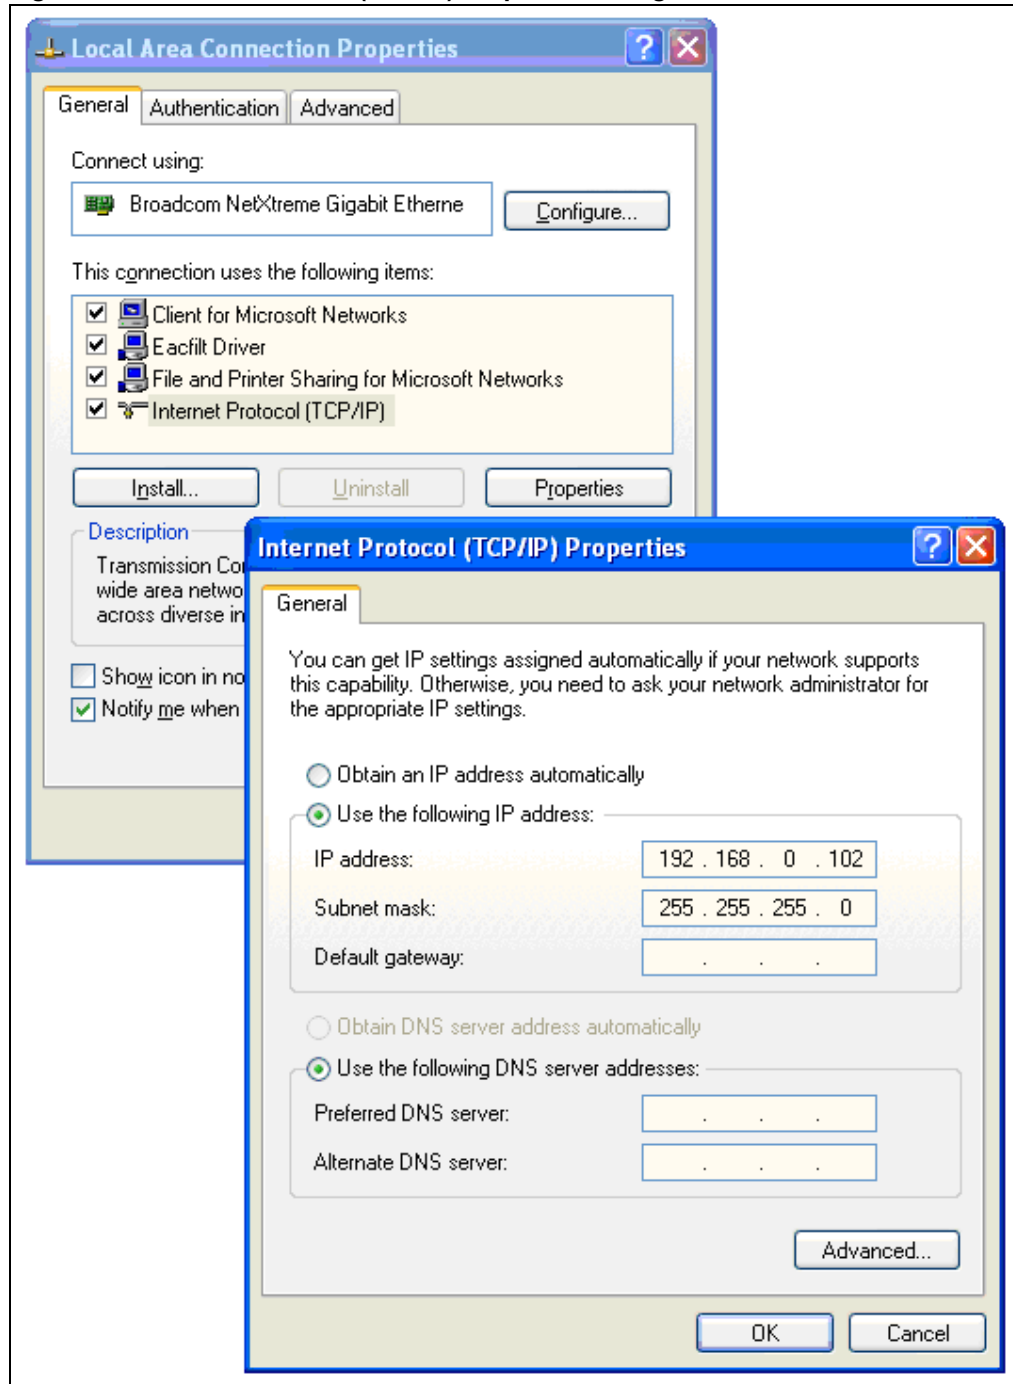 Local Area Connection Properties
General Authentication Advanced
Connect using:
Broadcom NetXtreme Gigabit Etherne
Configure...
This connection uses the following items:
Client for Microsoft Networks
Eacfilt Driver
File and Printer Sharing for Microsoft Networks
Internet Protocol (TCP/IP)
Install... Uninstall Properties
Description
Transmission Co
wide area netwo
across diverse in
Show icon in no
Notify me when
Internet Protocol (TCP/IP) Properties
General
You can get IP settings assigned automatically if your network supports
this capability. Otherwise, you need to ask your network administrator for
the appropriate IP settings.
Obtain an IP address automatically
Use the following IP address:
IP address: 192 . 168 . 0 . 102
Subnet mask: 255 . 255 . 255 . 0
Default gateway: . . .
Obtain DNS server address automatically
Use the following DNS server addresses:
Preferred DNS server: . . .
Alternate DNS server: . . .
Advanced...
OK Cancel